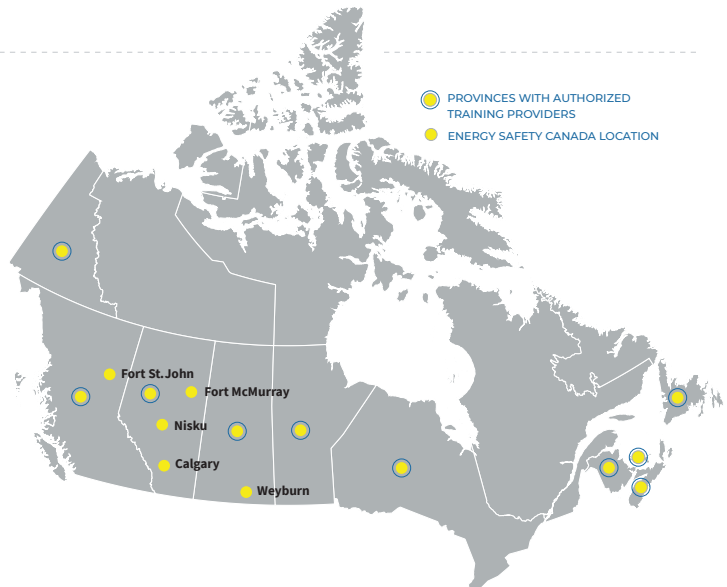 PROVINCES WITH AUTHORIZED
TRAINING PROVIDERS
ENERGY SAFETY CANADA LOCATION
Fort St.John
Fort McMurray
Nisku
Calgary
Weyburn